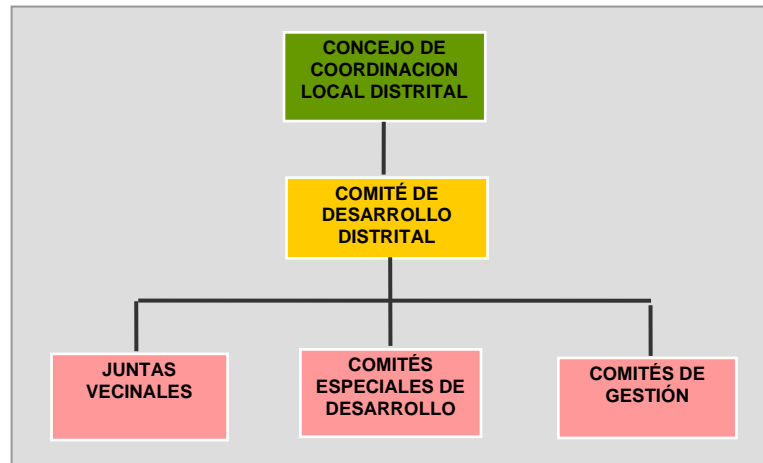 CONCEJO DE
COORDINACION
LOCAL DISTRITAL
COMITÉ DE
DESARROLLO
DISTRITAL
JUNTAS
VECINALES
COMITÉS
ESPECIALES DE
DESARROLLO
COMITÉS DE
GESTIÓN